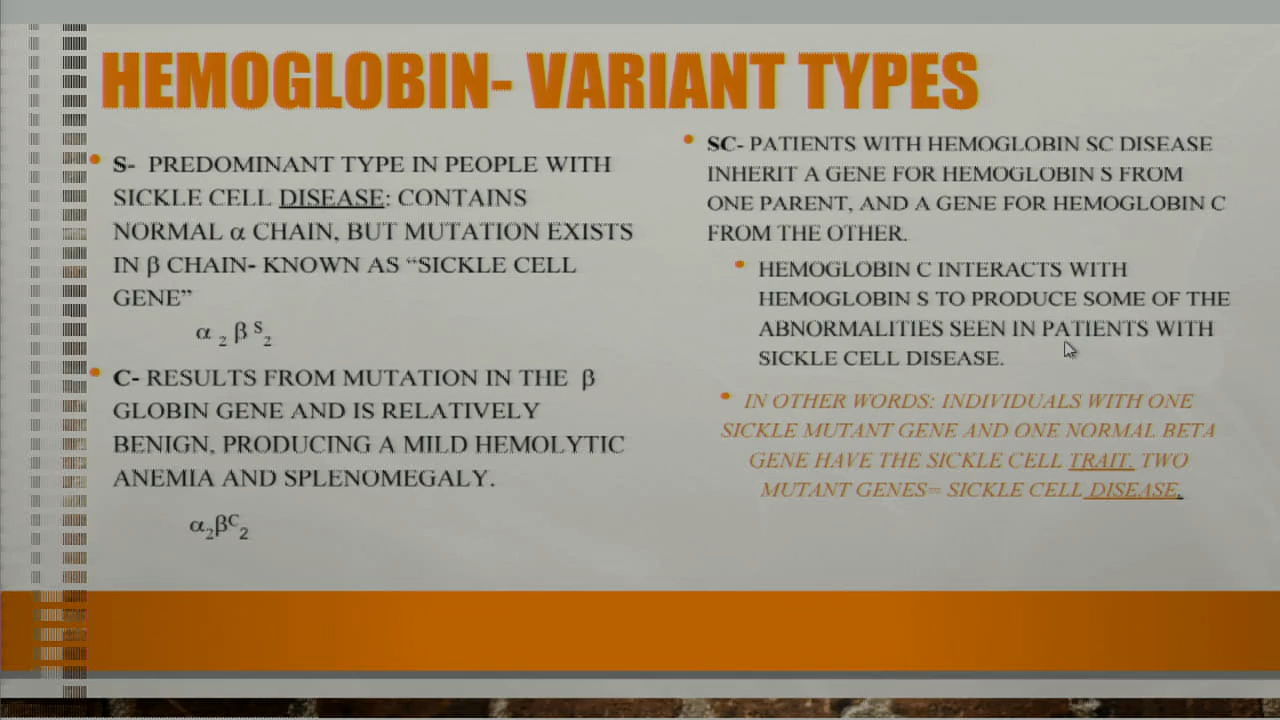 HEMOGLOBIN- VARIANT TYPES
S- PREDOMINANT TYPE IN PEOPLE WITH
SICKLE CELL DISEASE: CONTAINS
NORMAL α CHAIN, BUT MUTATION EXISTS
IN β CHAIN- KNOWN AS “SICKLE CELL
GENE”
α ₂ β ˢ₂
C- RESULTS FROM MUTATION IN THE β
GLOBIN GENE AND IS RELATIVELY
BENIGN, PRODUCING A MILD HEMOLYTIC
ANEMIA AND SPLENOMEGALY.
α₂βᶜ₂
SC- PATIENTS WITH HEMOGLOBIN SC DISEASE
INHERIT A GENE FOR HEMOGLOBIN S FROM
ONE PARENT, AND A GENE FOR HEMOGLOBIN C
FROM THE OTHER.
HEMOGLOBIN C INTERACTS WITH
HEMOGLOBIN S TO PRODUCE SOME OF THE
ABNORMALITIES SEEN IN PATIENTS WITH
SICKLE CELL DISEASE.
IN OTHER WORDS: INDIVIDUALS WITH ONE
SICKLE MUTANT GENE AND ONE NORMAL BETA
GENE HAVE THE SICKLE CELL TRAIT. TWO
MUTANT GENES= SICKLE CELL DISEASE.